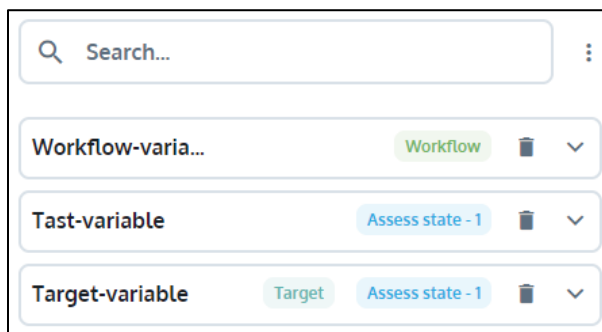 Search...
Workflow-varia... Workflow
Tast-variable Assess state - 1
Target-variable Target Assess state - 1